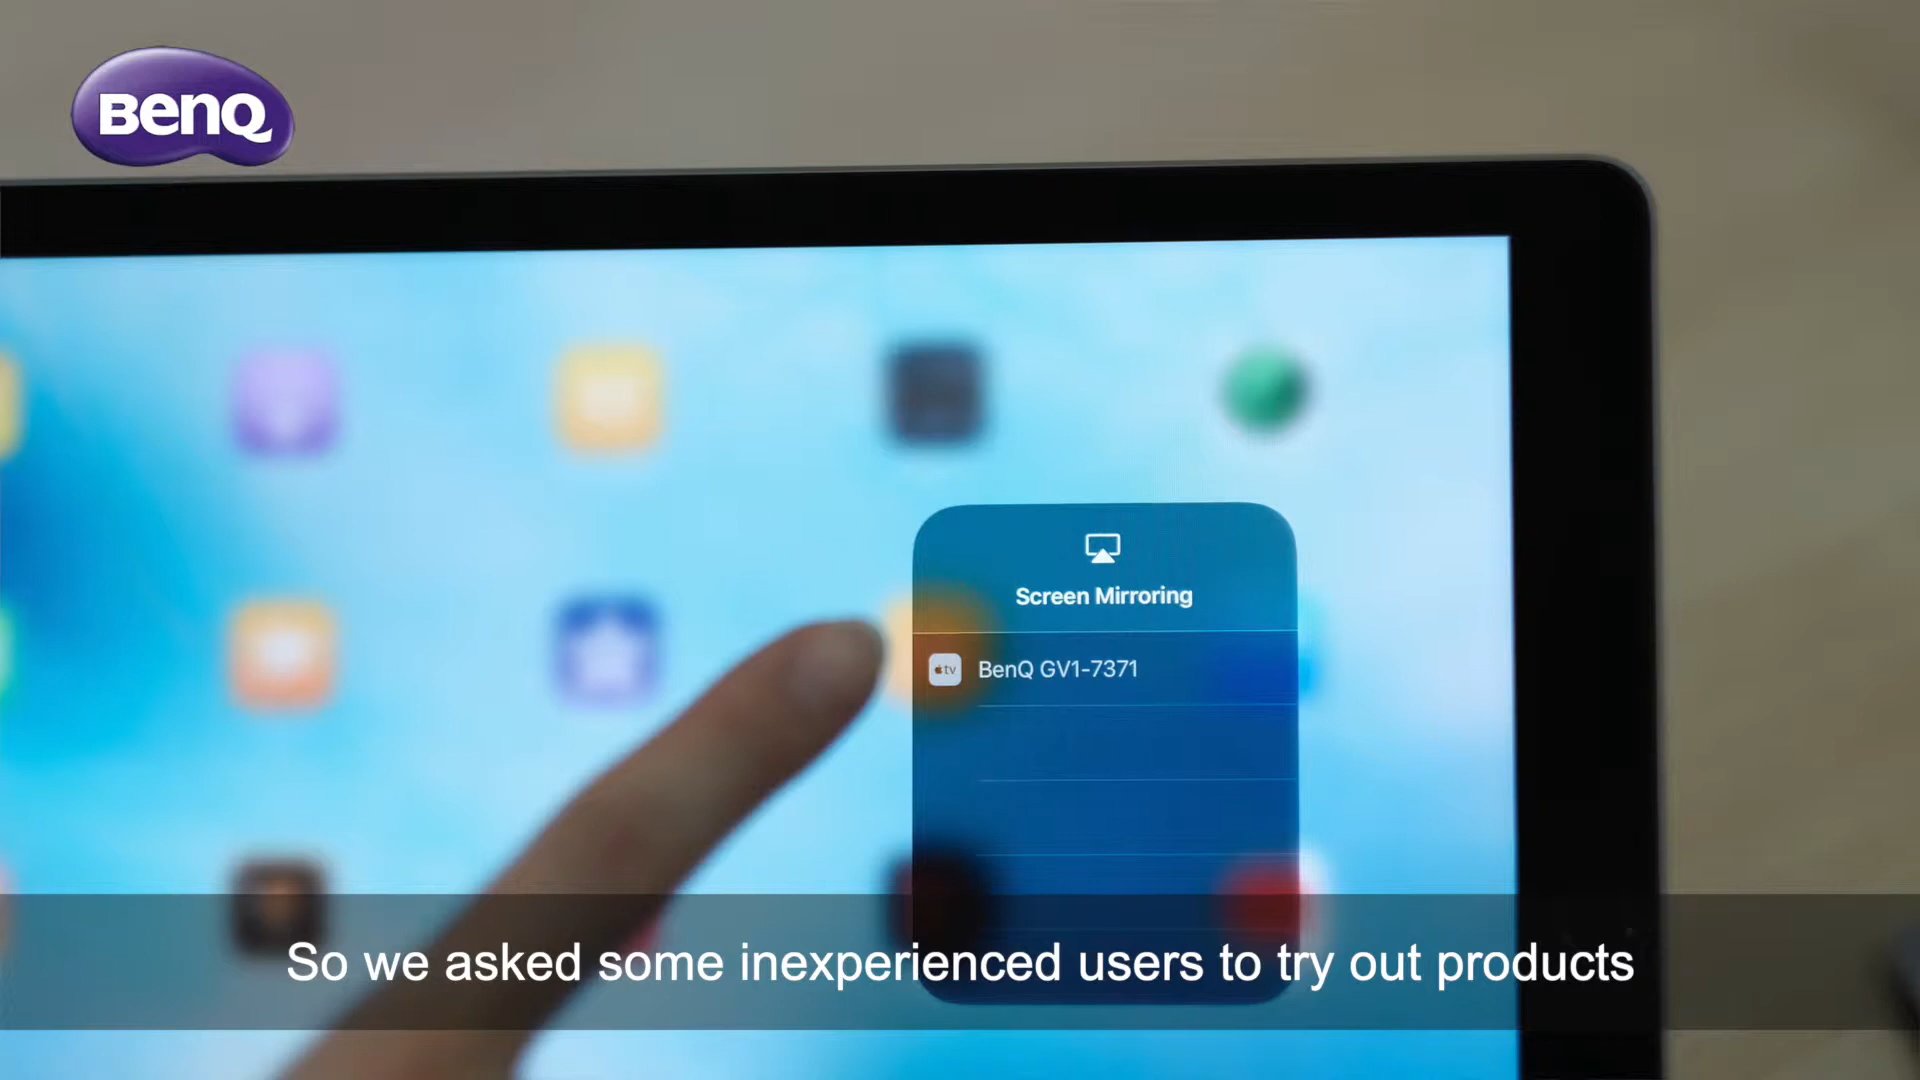 BenQ
Screen Mirroring
tv BenQ GV1-7371
So we asked some inexperienced users to try out products